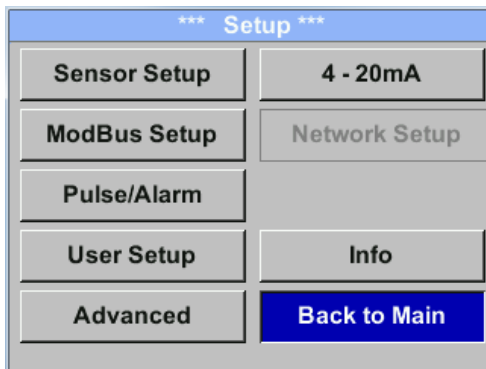 *** Setup ***
Sensor Setup
4 - 20mA
ModBus Setup
Network Setup
Pulse/Alarm
User Setup
Info
Advanced
Back to Main